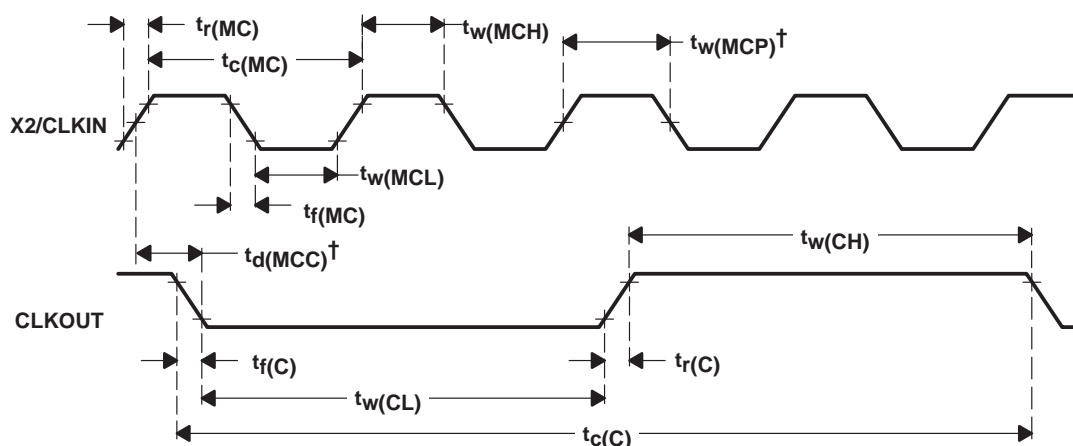 tr(MC)
tw(MCH)
tw(MCP)†
tc(MC)
X2/CLKIN
tw(MCL)
tf(MC)
td(MCC)†
tw(CH)
CLKOUT
tf(C)
tr(C)
tw(CL)
tc(C)